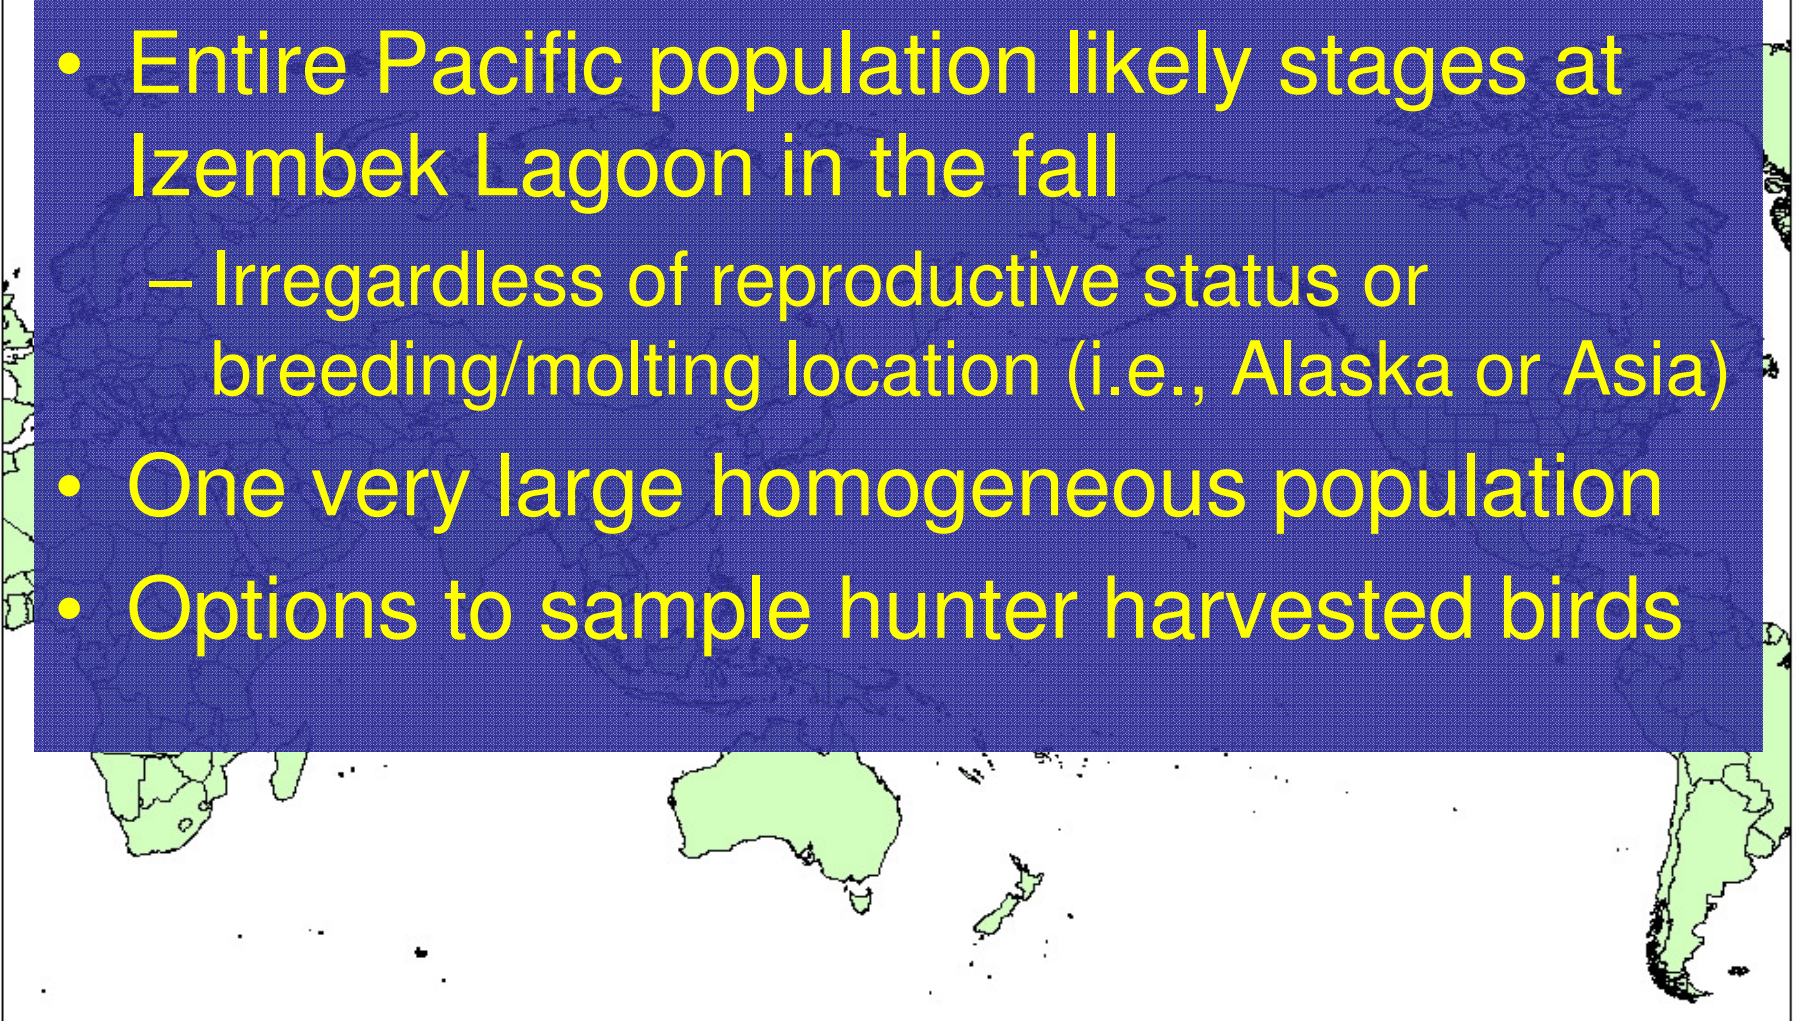 • Entire Pacific population likely stages at
Izembek Lagoon in the fall
– Irregardless of reproductive status or
breeding/molting location (i.e., Alaska or Asia)
• One very large homogeneous population
• Options to sample hunter harvested birds